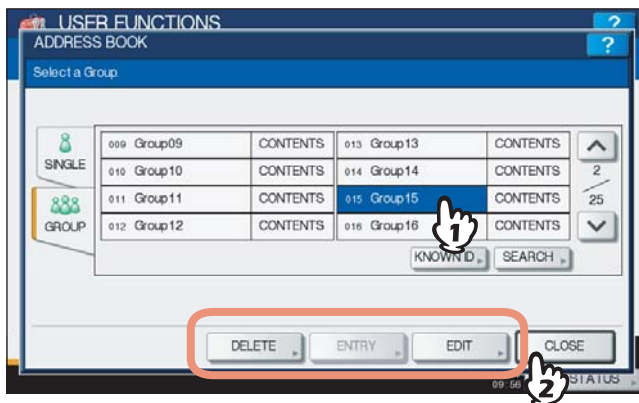 USER FUNCTIONS ?
ADDRESS BOOK ?
Select a Group.
SINGLE
GROUP
009 Group09 CONTENTS 013 Group13 CONTENTS
010 Group10 CONTENTS 014 Group14 CONTENTS
011 Group11 CONTENTS 015 Group15 CONTENTS
012 Group12 CONTENTS 016 Group16 CONTENTS
2
25
1
KNOWN ID SEARCH
DELETE ENTRY EDIT CLOSE
2
09:56 STATUS